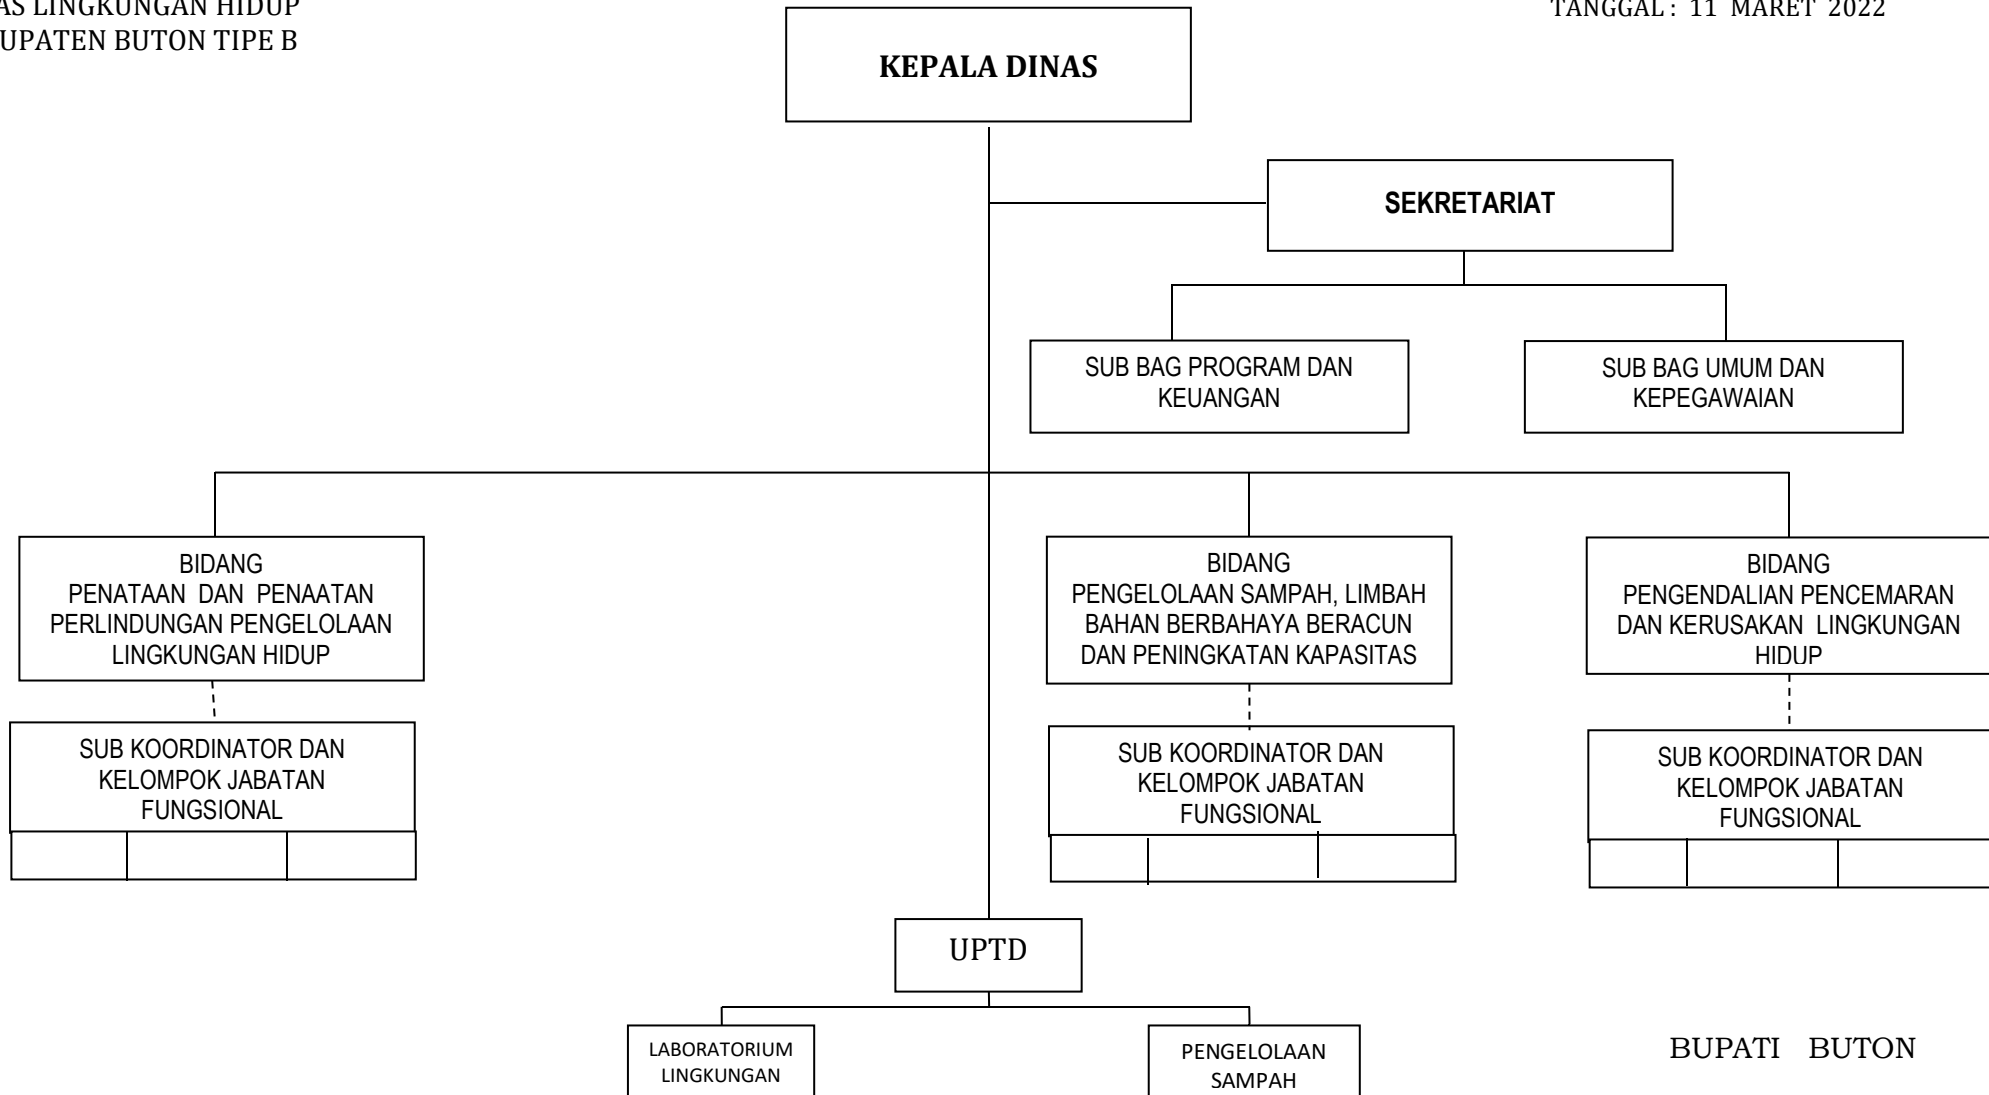 AS LINGKUNGAN HIDUP
UPATEN BUTON TIPE B
TANGGAL : 11 MARET 2022
KEPALA DINAS
SEKRETARIAT
SUB BAG PROGRAM DAN
KEUANGAN
SUB BAG UMUM DAN
KEPEGAWAIAN
BIDANG
PENATAAN DAN PENAATAN
PERLINDUNGAN PENGELOLAAN
LINGKUNGAN HIDUP
BIDANG
PENGELOLAAN SAMPAH, LIMBAH
BAHAN BERBAHAYA BERACUN
DAN PENINGKATAN KAPASITAS
BIDANG
PENGENDALIAN PENCEMARAN
DAN KERUSAKAN LINGKUNGAN
HIDUP
SUB KOORDINATOR DAN
KELOMPOK JABATAN
FUNGSIONAL
SUB KOORDINATOR DAN
KELOMPOK JABATAN
FUNGSIONAL
SUB KOORDINATOR DAN
KELOMPOK JABATAN
FUNGSIONAL
UPTD
LABORATORIUM
LINGKUNGAN
PENGELOLAAN
SAMPAH
BUPATI BUTON